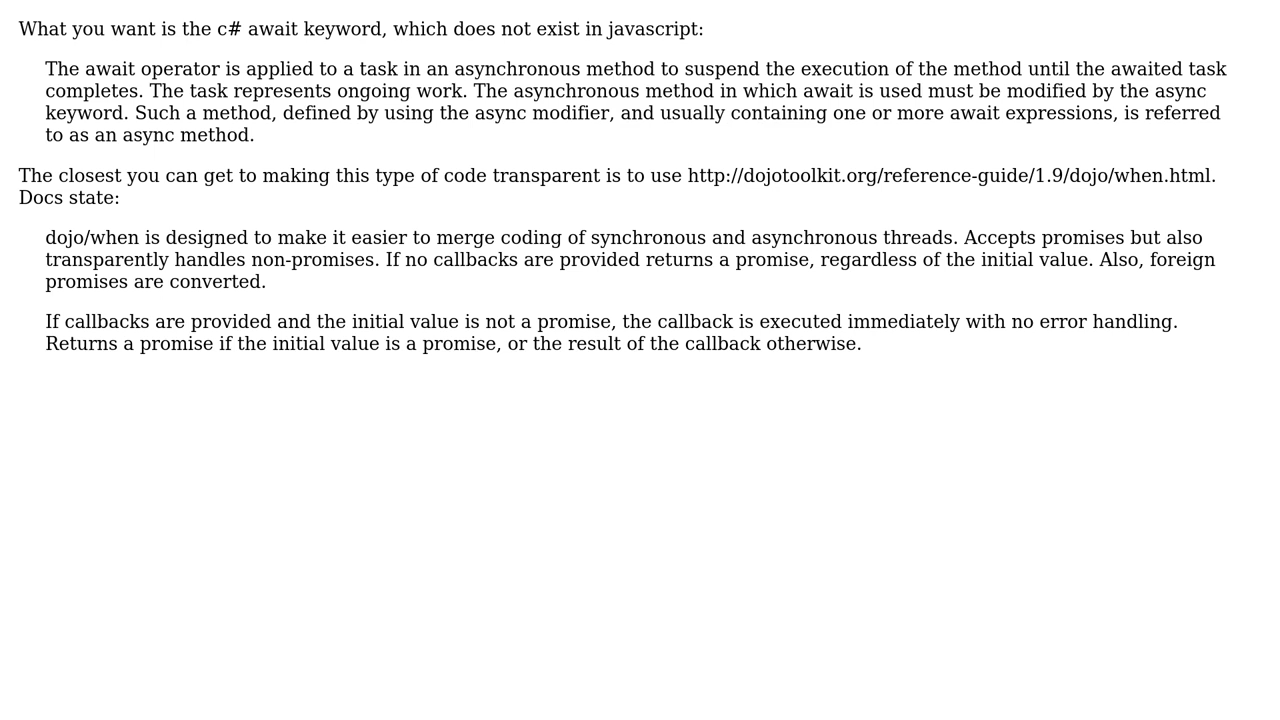 What you want is the c# await keyword, which does not exist in javascript:
The await operator is applied to a task in an asynchronous method to suspend the execution of the method until the awaited task
completes. The task represents ongoing work. The asynchronous method in which await is used must be modified by the async
keyword. Such a method, defined by using the async modifier, and usually containing one or more await expressions, is referred
to as an async method.
The closest you can get to making this type of code transparent is to use http://dojotoolkit.org/reference-guide/1.9/dojo/when.html.
Docs state:
dojo/when is designed to make it easier to merge coding of synchronous and asynchronous threads. Accepts promises but also
transparently handles non-promises. If no callbacks are provided returns a promise, regardless of the initial value. Also, foreign
promises are converted.
If callbacks are provided and the initial value is not a promise, the callback is executed immediately with no error handling.
Returns a promise if the initial value is a promise, or the result of the callback otherwise.